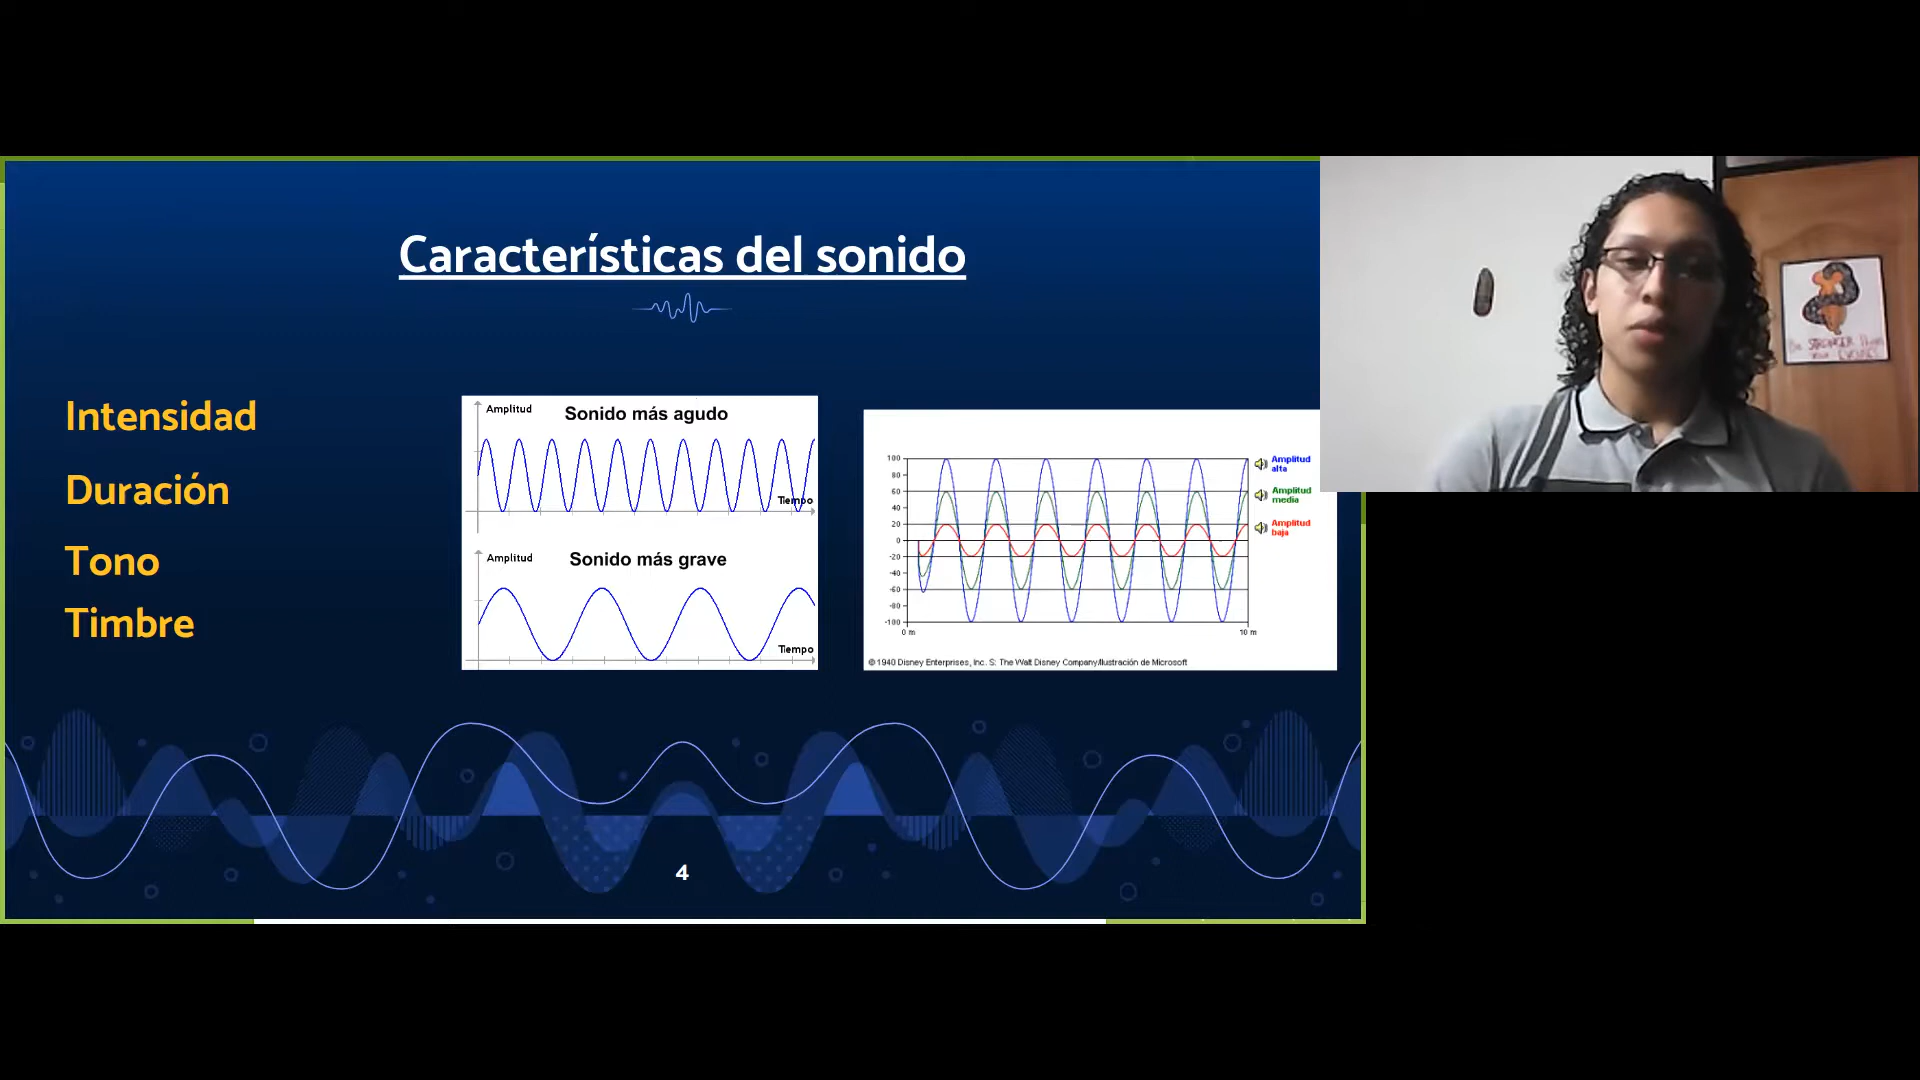 Características del sonido
Intensidad
Duración
Tono
Timbre
Amplitud
Sonido más agudo
Tiempo
Amplitud
Sonido más grave
Tiempo
100
80
60
40
20
0
-20
-40
-60
-80
-100
0 m
10 m
Amplitud
alta
Amplitud
media
Amplitud
baja
© 1940 Disney Enterprises, Inc. S: The Walt Disney Company/Ilustración de Microsoft
4
STRONGER